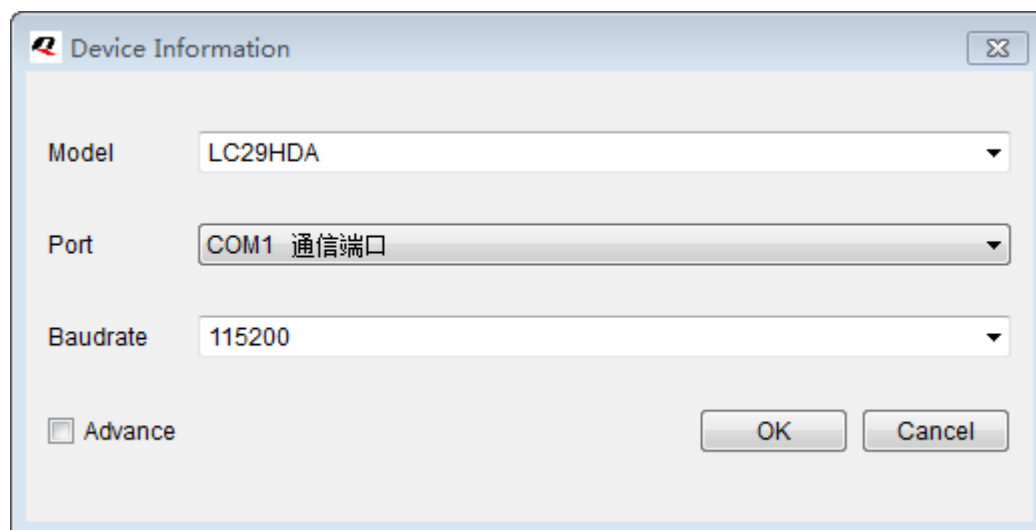 Device Information
Model LC29HDA
Port COM1 通信端口
Baudrate 115200
Advance OK Cancel